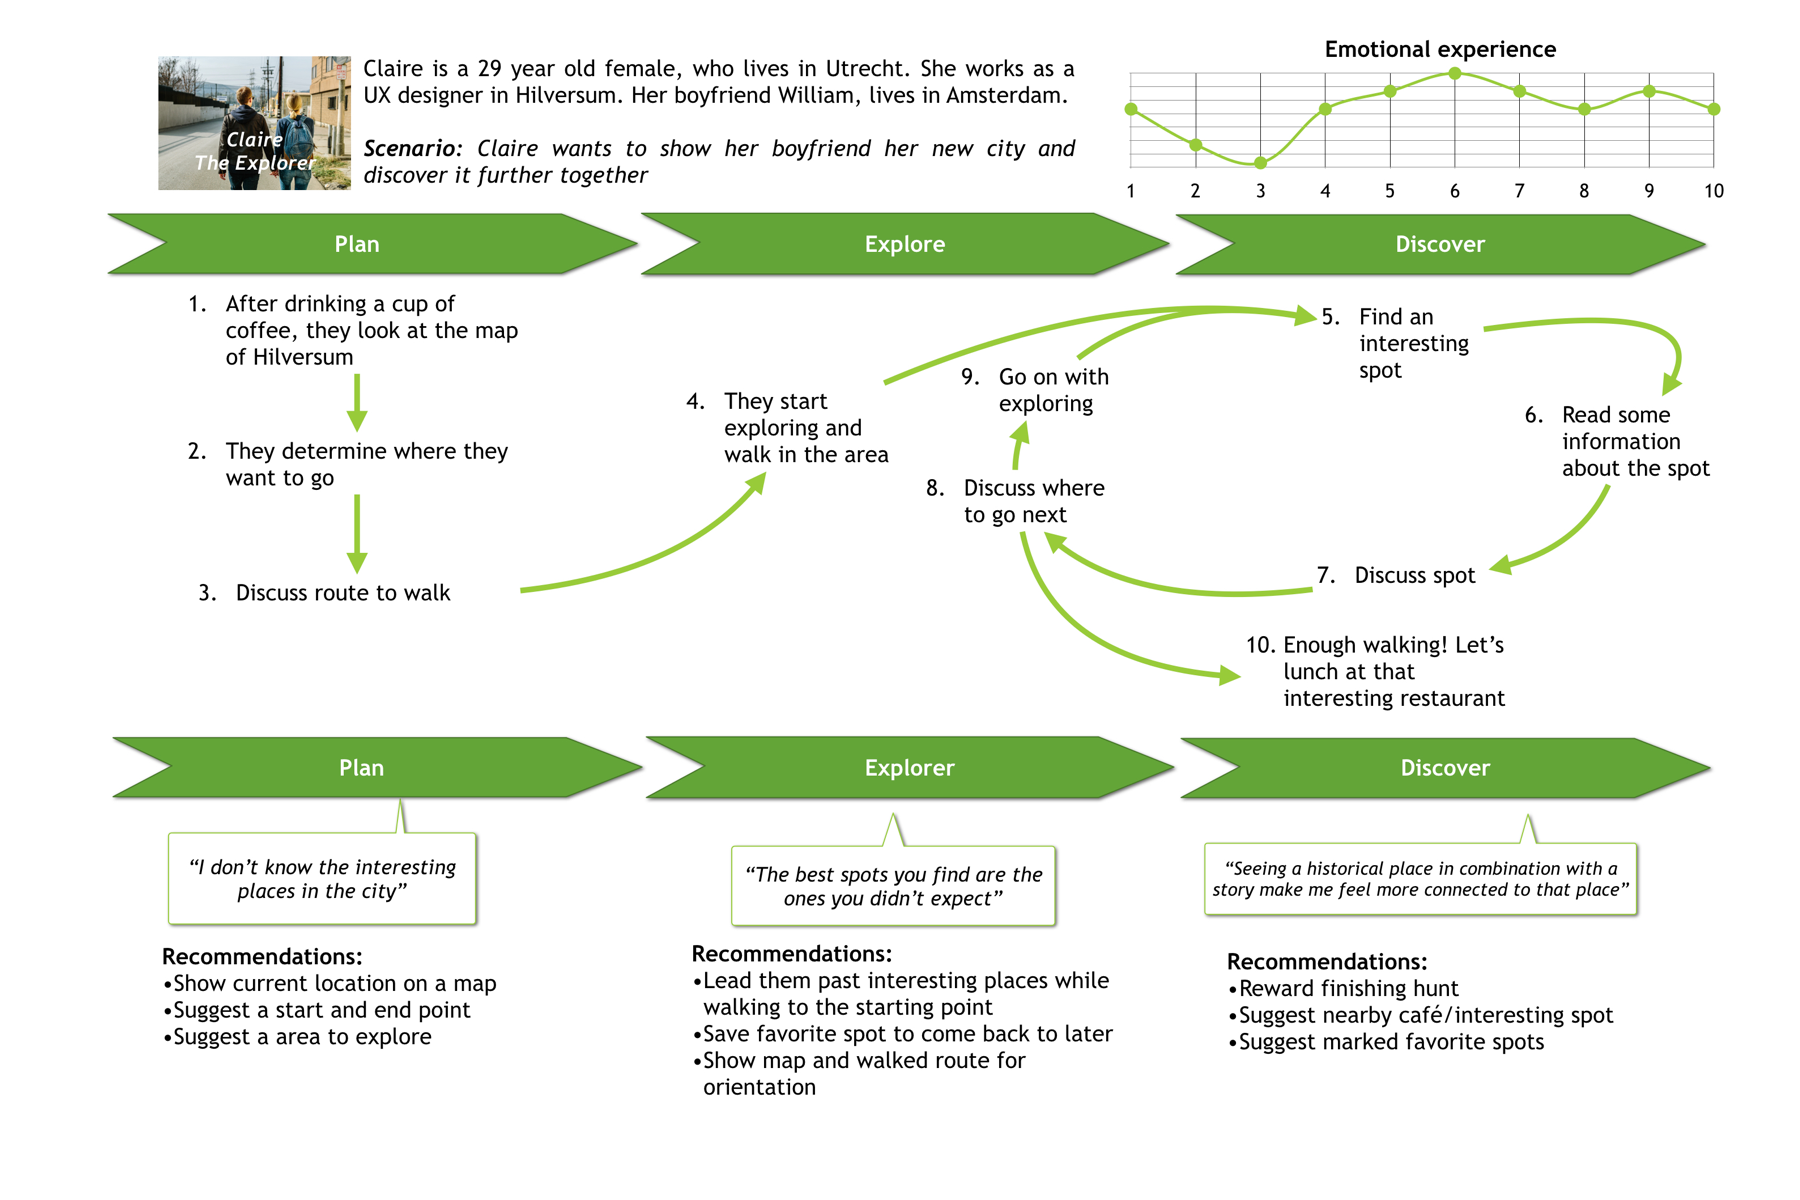 Claire
The Explorer
Claire is a 29 year old female, who lives in Utrecht. She works as a
UX designer in Hilversum. Her boyfriend William, lives in Amsterdam.
Scenario: Claire wants to show her boyfriend her new city and
discover it further together
Emotional experience
1 2 3 4 5 6 7 8 9 10
Plan
Explore
Discover
1. After drinking a cup of
coffee, they look at the map
of Hilversum
2. They determine where they
want to go
3. Discuss route to walk
4. They start
exploring and
walk in the area
5. Find an
interesting
spot
6. Read some
information
about the spot
7. Discuss spot
8. Discuss where
to go next
9. Go on with
exploring
10. Enough walking! Let’s
lunch at that
interesting restaurant
Plan
Explorer
Discover
“I don’t know the interesting
places in the city”
“The best spots you find are the
ones you didn’t expect”
“Seeing a historical place in combination with a
story make me feel more connected to that place”
Recommendations:
•Show current location on a map
•Suggest a start and end point
•Suggest a area to explore
Recommendations:
•Lead them past interesting places while
walking to the starting point
•Save favorite spot to come back to later
•Show map and walked route for
orientation
Recommendations:
•Reward finishing hunt
•Suggest nearby café/interesting spot
•Suggest marked favorite spots